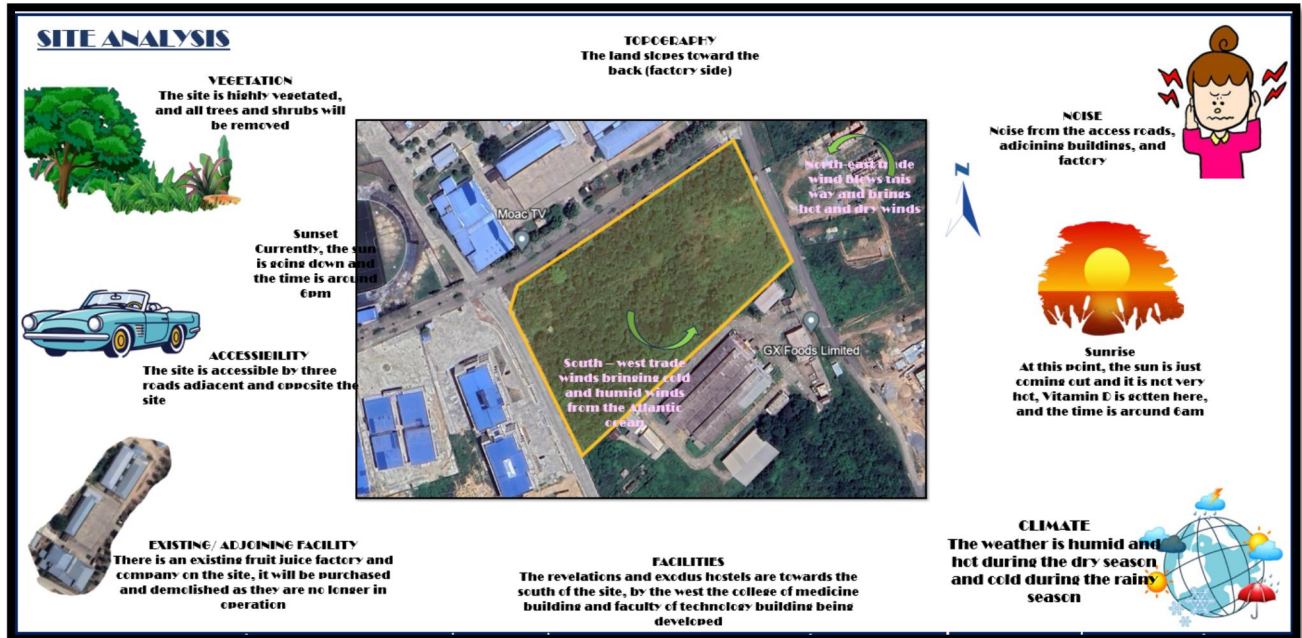 SITE ANALYSIS
TOPOGRAPHY
The land slopes toward the
back (factory side)
VEGETATION
The site is highly vegetated,
and all trees and shrubs will
be removed
NOISE
Noise from the access roads,
adjoining buildings, and
factory
North-east trade
wind blows this
way and brings
hot and dry winds
N
Moac TV
Sunset
Currently, the sun
is going down and
the time is around
6pm
GX Foods Limited
ACCESSIBILITY
The site is accessible by three
roads adjacent and opposite the
site
South – west trade
winds bringing cold
and humid winds
from the Atlantic
ocean
Sunrise
At this point, the sun is just
coming out and it is not very
hot, Vitamin D is gotten here,
and the time is around 6am
EXISTING/ ADJOINING FACILITY
There is an existing fruit juice factory and
company on the site, it will be purchased
and demolished as they are no longer in
operation
FACILITIES
The revelations and exodus hostels are towards the
south of the site, by the west the college of medicine
building and faculty of technology building being
developed
CLIMATE
The weather is humid and
hot during the dry season
and cold during the rainy
season